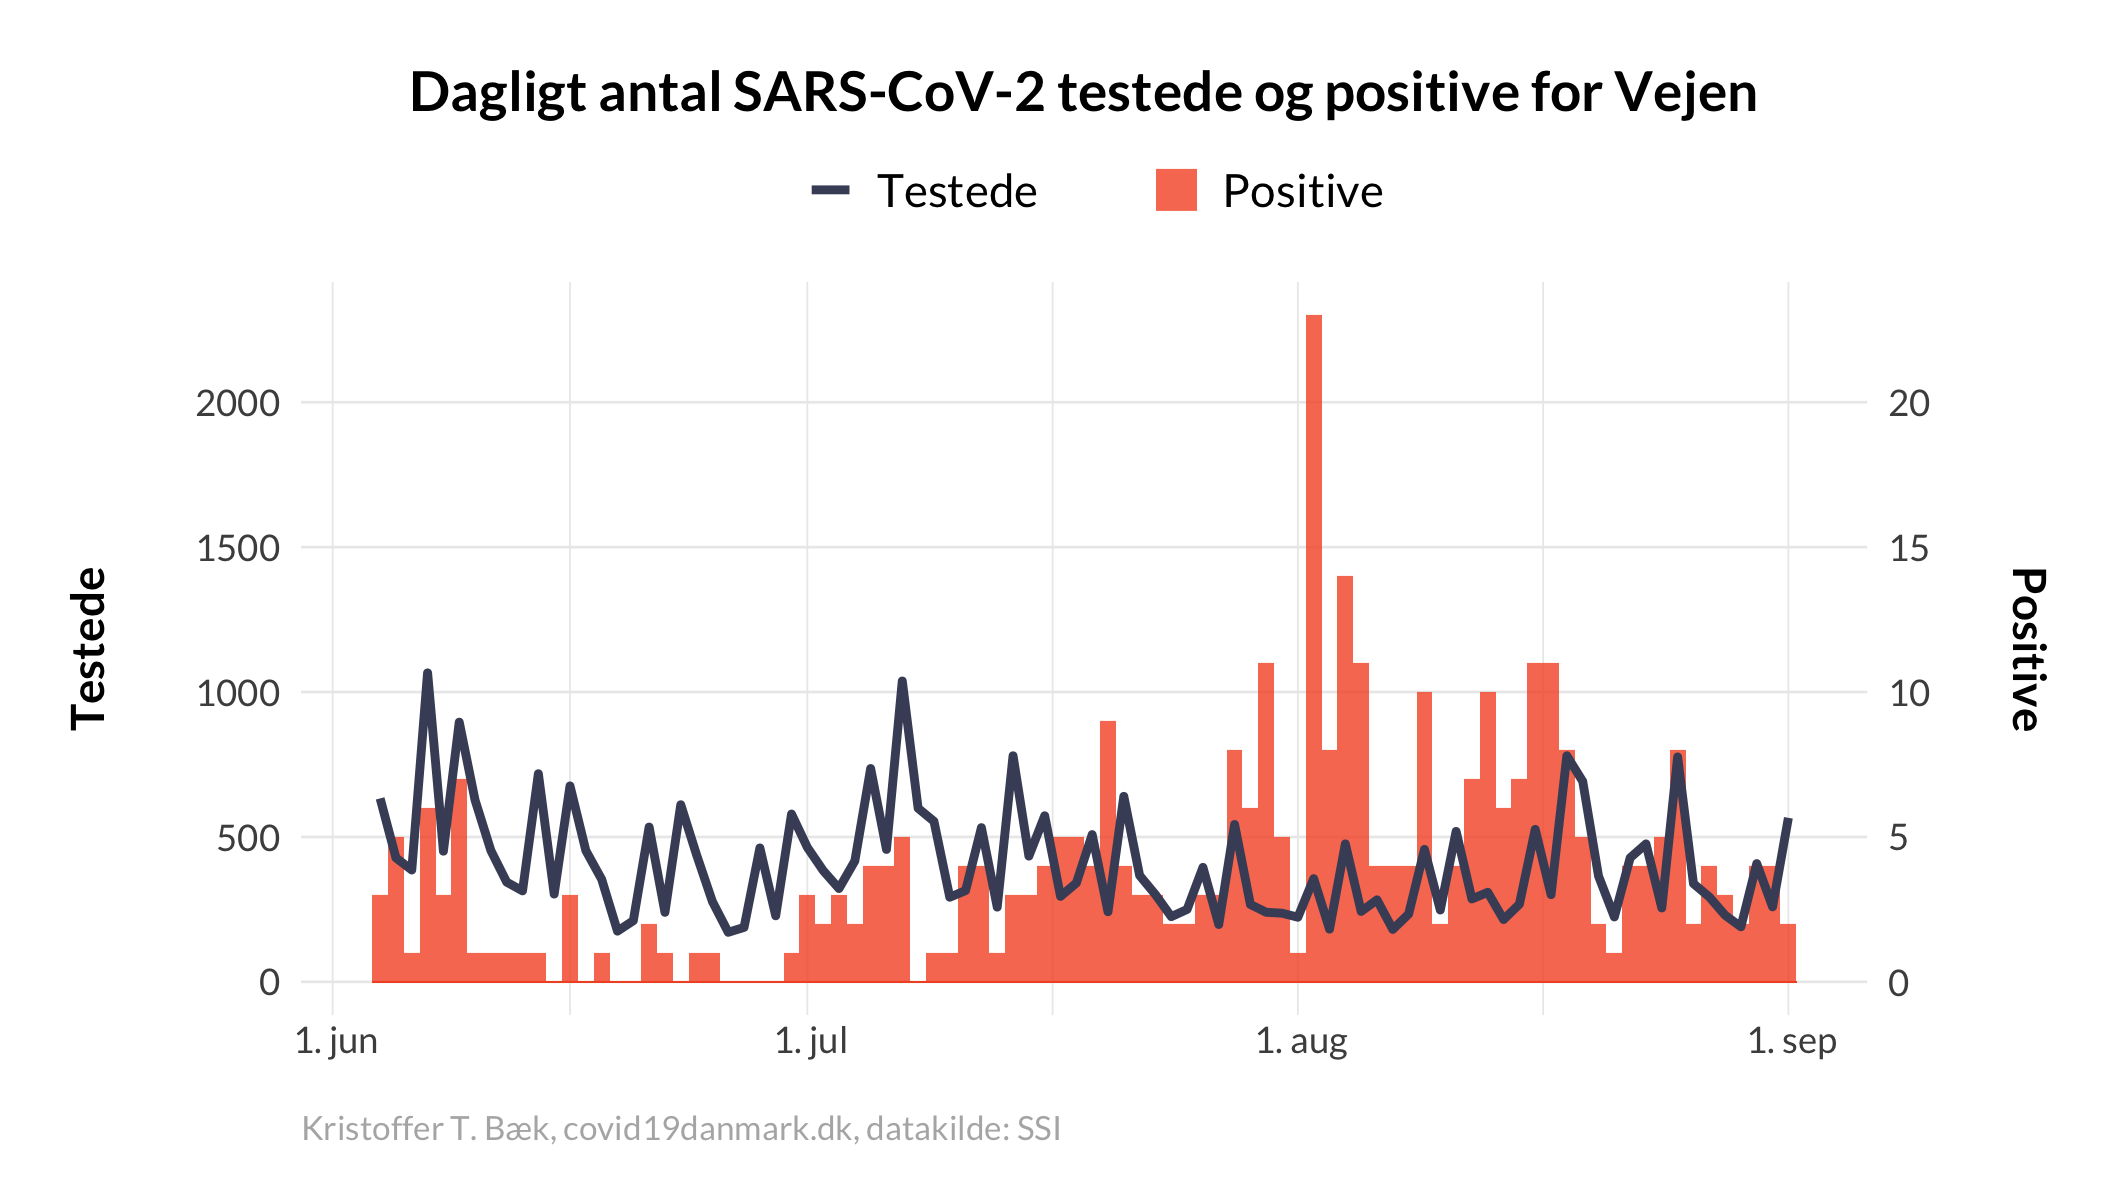 Dagligt antal SARS-CoV-2 testede og positive for Vejen
Testede
Positive
2000
20
1500
15
Testede
Positive
1000
10
500
5
0
0
1. jun
1. jul
1. aug
1. sep
Kristoffer T. Bæk, covid19danmark.dk, datakilde: SSI